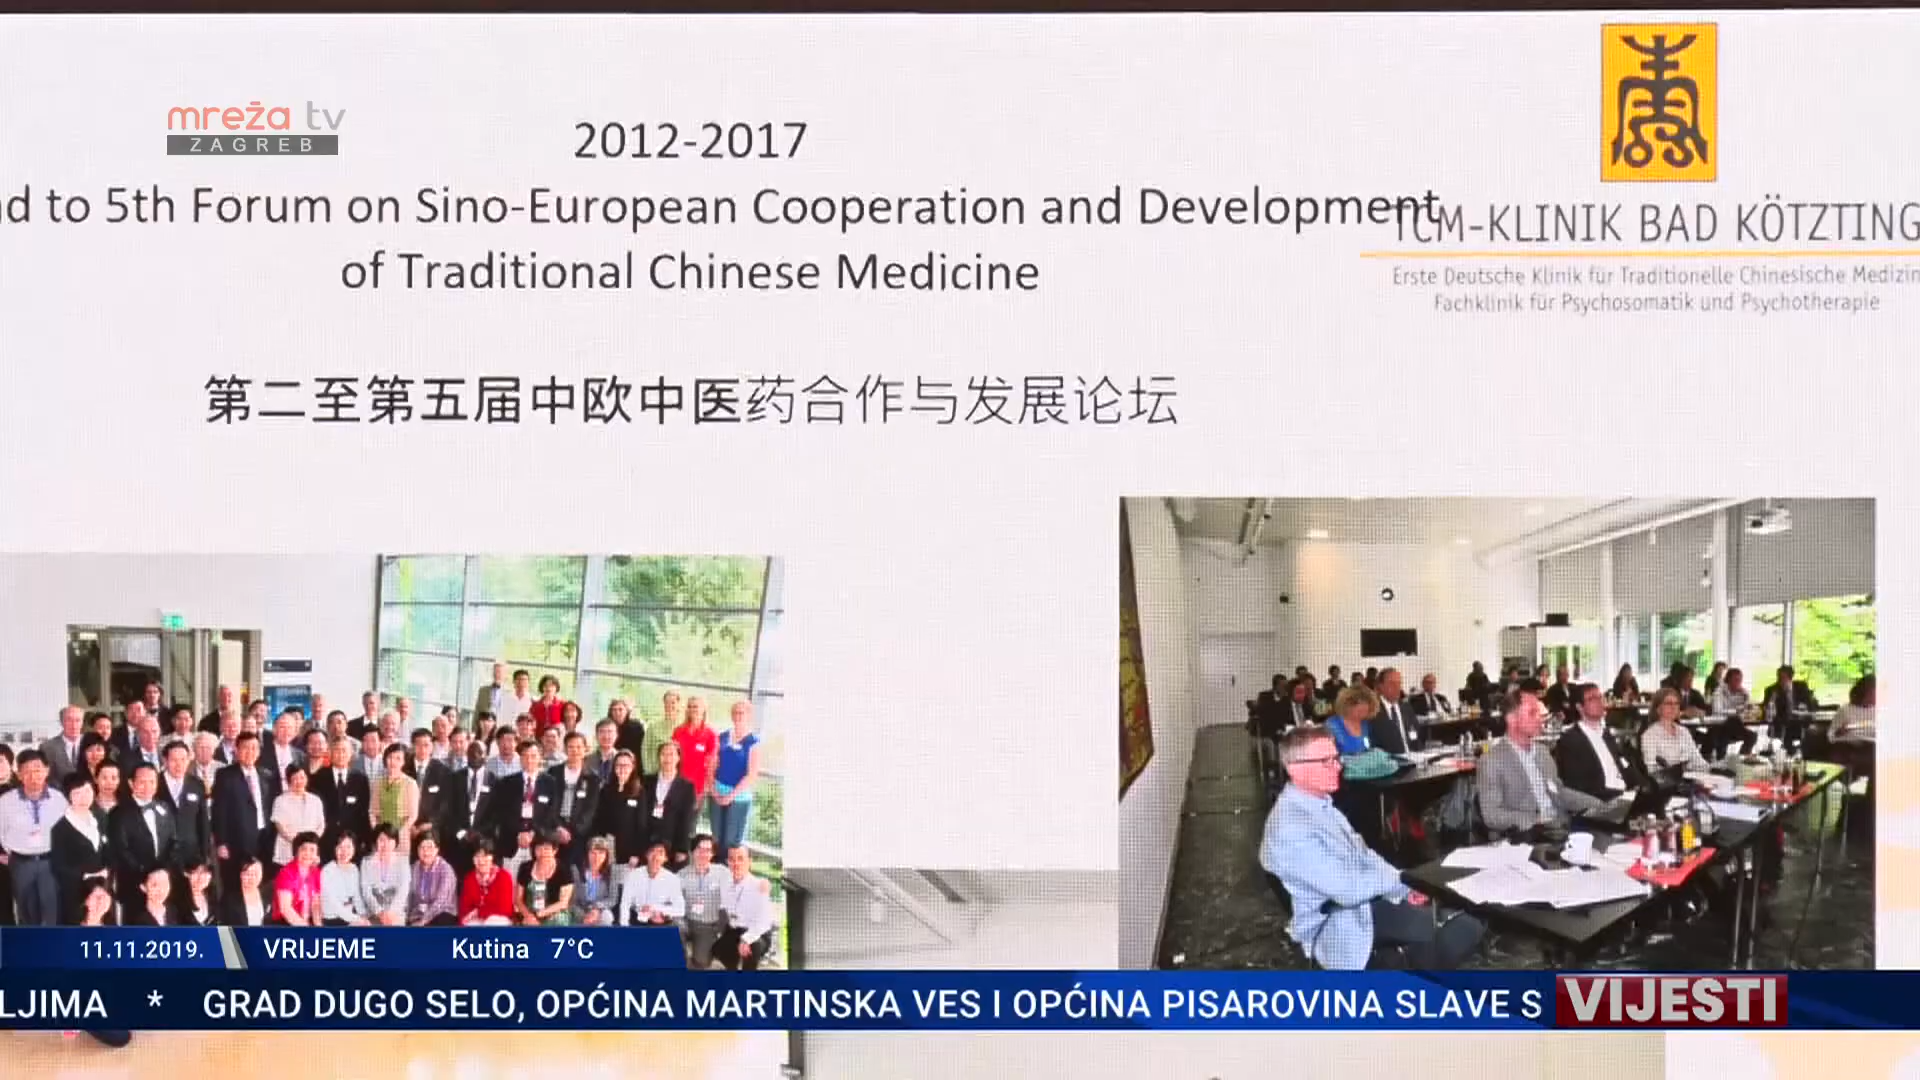 mreža tv
ZAGREB
2012-2017
nd to 5th Forum on Sino-European Cooperation and Development
of Traditional Chinese Medicine
第二至第五届中欧中医药合作与发展论坛
TCM-KLINIK BAD KÖTZTING
Erste Deutsche Klinik für Traditionelle Chinesische Medizin
Fachklinik für Psychosomatik und Psychotherapie
11.11.2019. VRIJEME Kutina 7°C
LJIMA * GRAD DUGO SELO, OPĆINA MARTINSKA VES I OPĆINA PISAROVINA SLAVE S
VIJESTI